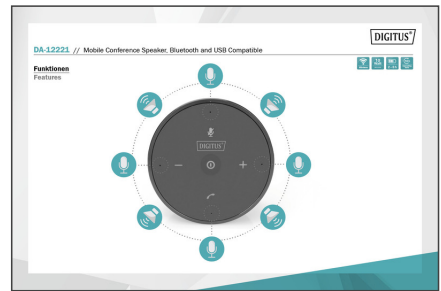 DIGITUS®
DA-12221 // Mobile Conference Speaker, Bluetooth and USB Compatible
Funktionen
Features
DIGITUS